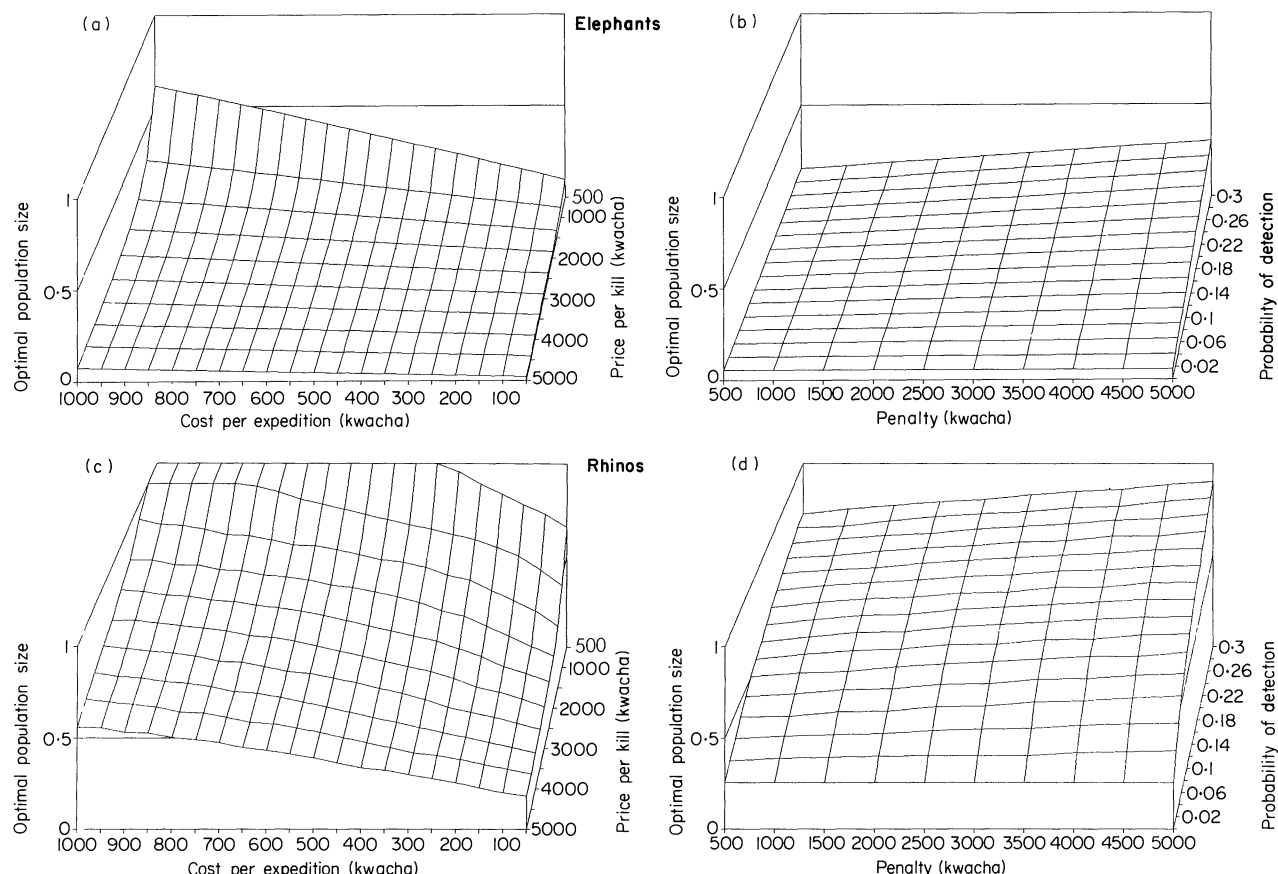 (a)
Elephants
(b)
Optimal population size
1
0·5
0
1000 900 800 700 600 500 400 300 200 100
Cost per expedition (kwacha)
500
1000
2000
3000
4000
5000
Price per kill (kwacha)
Optimal population size
1
0·5
0
500 1000 1500 2000 2500 3000 3500 4000 4500 5000
Penalty (kwacha)
0·3
0·26
0·22
0·18
0·14
0·1
0·06
0·02
Probability of detection
(c)
Rhinos
(d)
Optimal population size
1
0·5
0
1000 900 800 700 600 500 400 300 200 100
Cost per expedition (kwacha)
500
1000
2000
3000
4000
5000
Price per kill (kwacha)
Optimal population size
1
0·5
0
500 1000 1500 2000 2500 3000 3500 4000 4500 5000
Penalty (kwacha)
0·3
0·26
0·22
0·18
0·14
0·1
0·06
0·02
Probability of detection